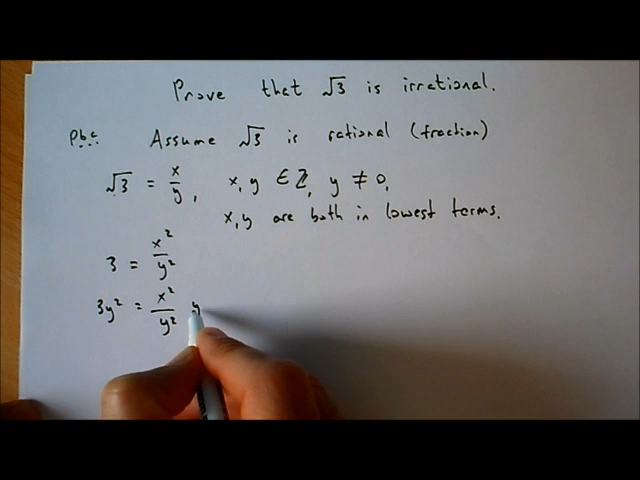 Prove that √3 is irrational.
P.b.c. Assume √3 is rational (fraction)
√3 = x/y, x, y ∈ ℤ, y ≠ 0,
x, y are both in lowest terms.
3 = x²/y²
3y² = x²/y² y